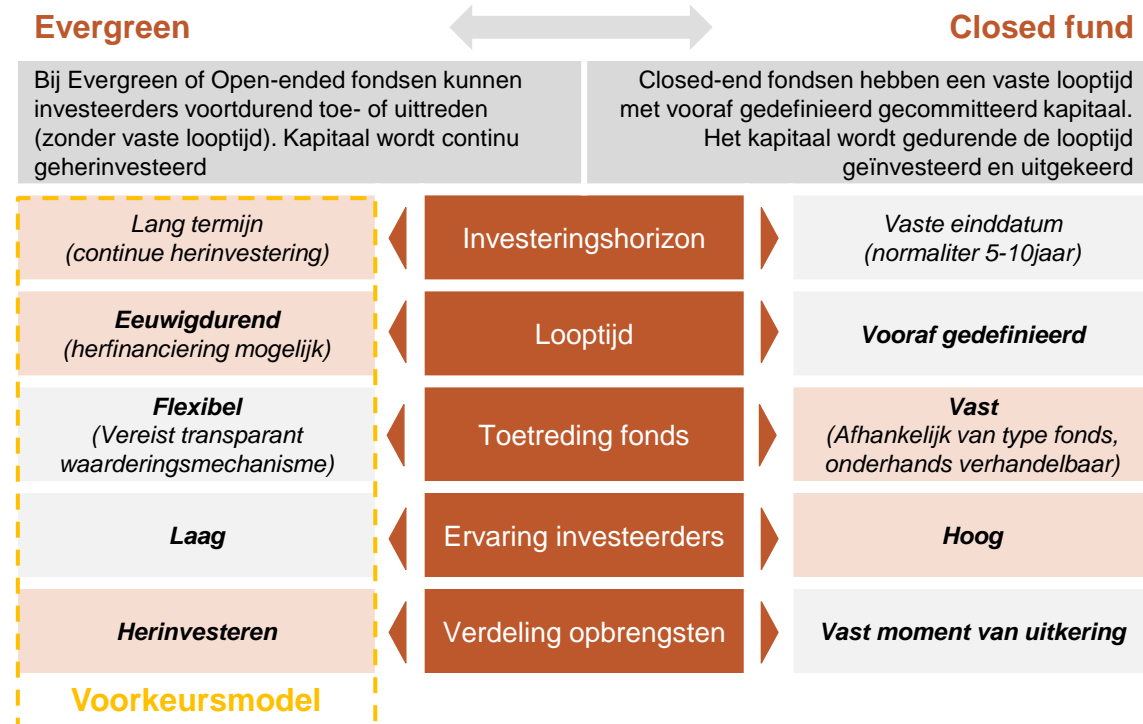 Evergreen
Closed fund
Bij Evergreen of Open-ended fondsen kunnen
investeerders voortdurend toe- of uittreden
(zonder vaste looptijd). Kapitaal wordt continu
geherinvesteerd
Closed-end fondsen hebben een vaste looptijd
met vooraf gedefinieerd gecommitteerd kapitaal.
Het kapitaal wordt gedurende de looptijd
geïnvesteerd en uitgekeerd
Lang termijn
(continue herinvestering)
Investeringshorizon
Vaste einddatum
(normaliter 5-10jaar)
Eeuwigdurend
(herfinanciering mogelijk)
Looptijd
Vooraf gedefinieerd
Flexibel
(Vereist transparant
waarderingsmechanisme)
Toetreding fonds
Vast
(Afhankelijk van type fonds,
onderhands verhandelbaar)
Laag
Ervaring investeerders
Hoog
Herinvesteren
Verdeling opbrengsten
Vast moment van uitkering
Voorkeursmodel